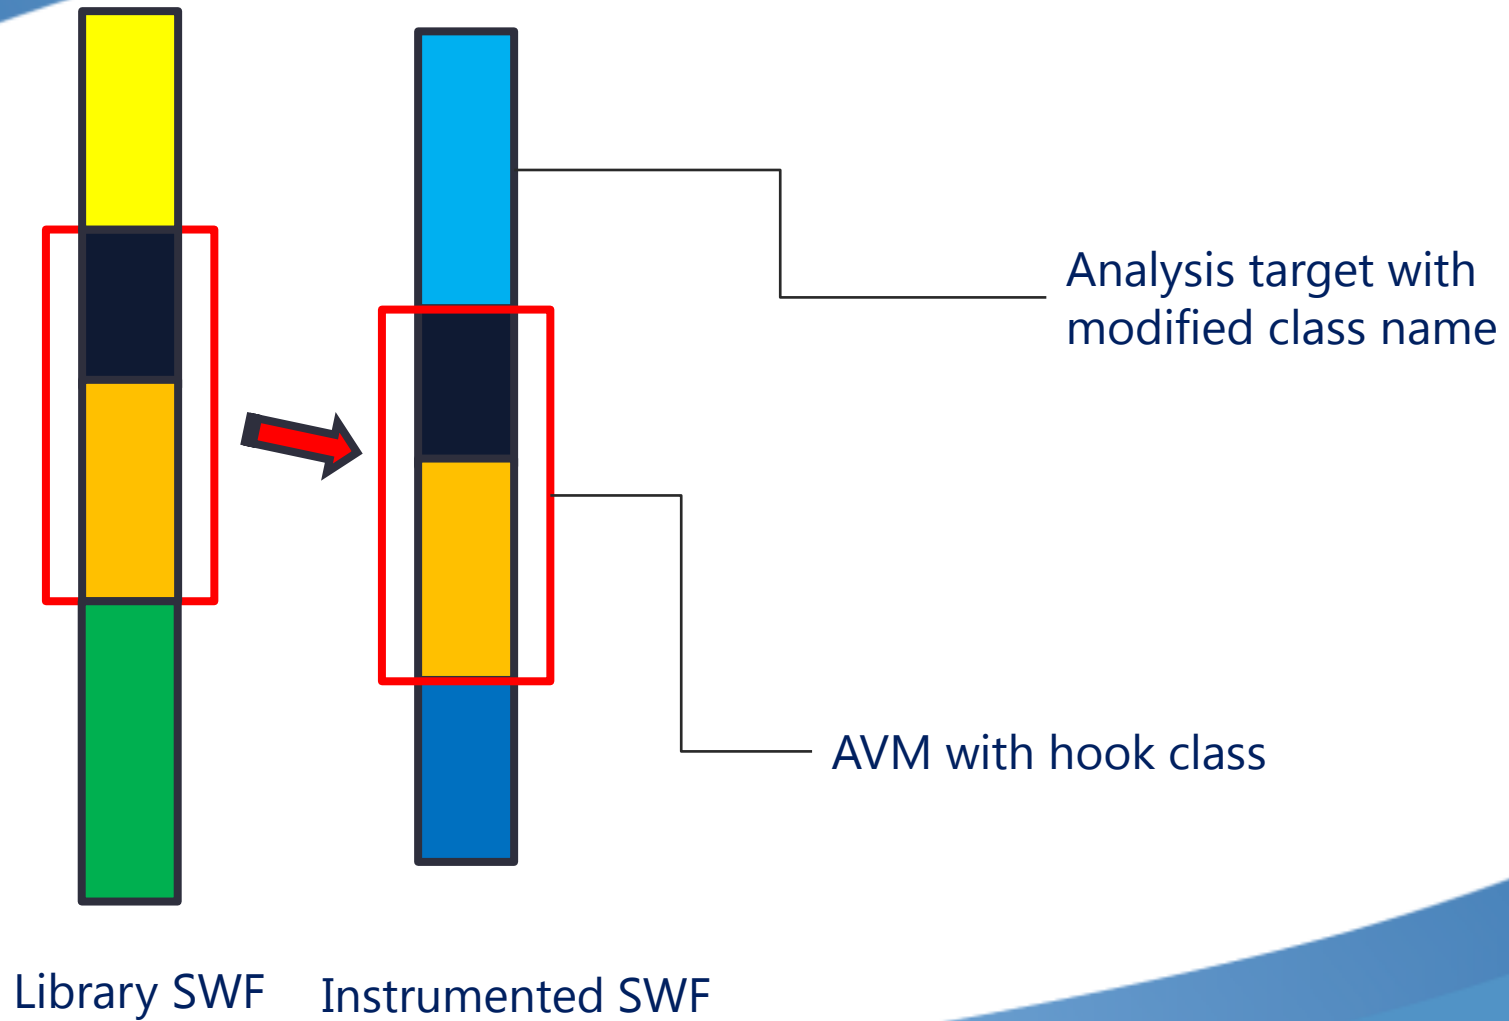 Analysis target with
modified class name
AVM with hook class
Library SWF
Instrumented SWF